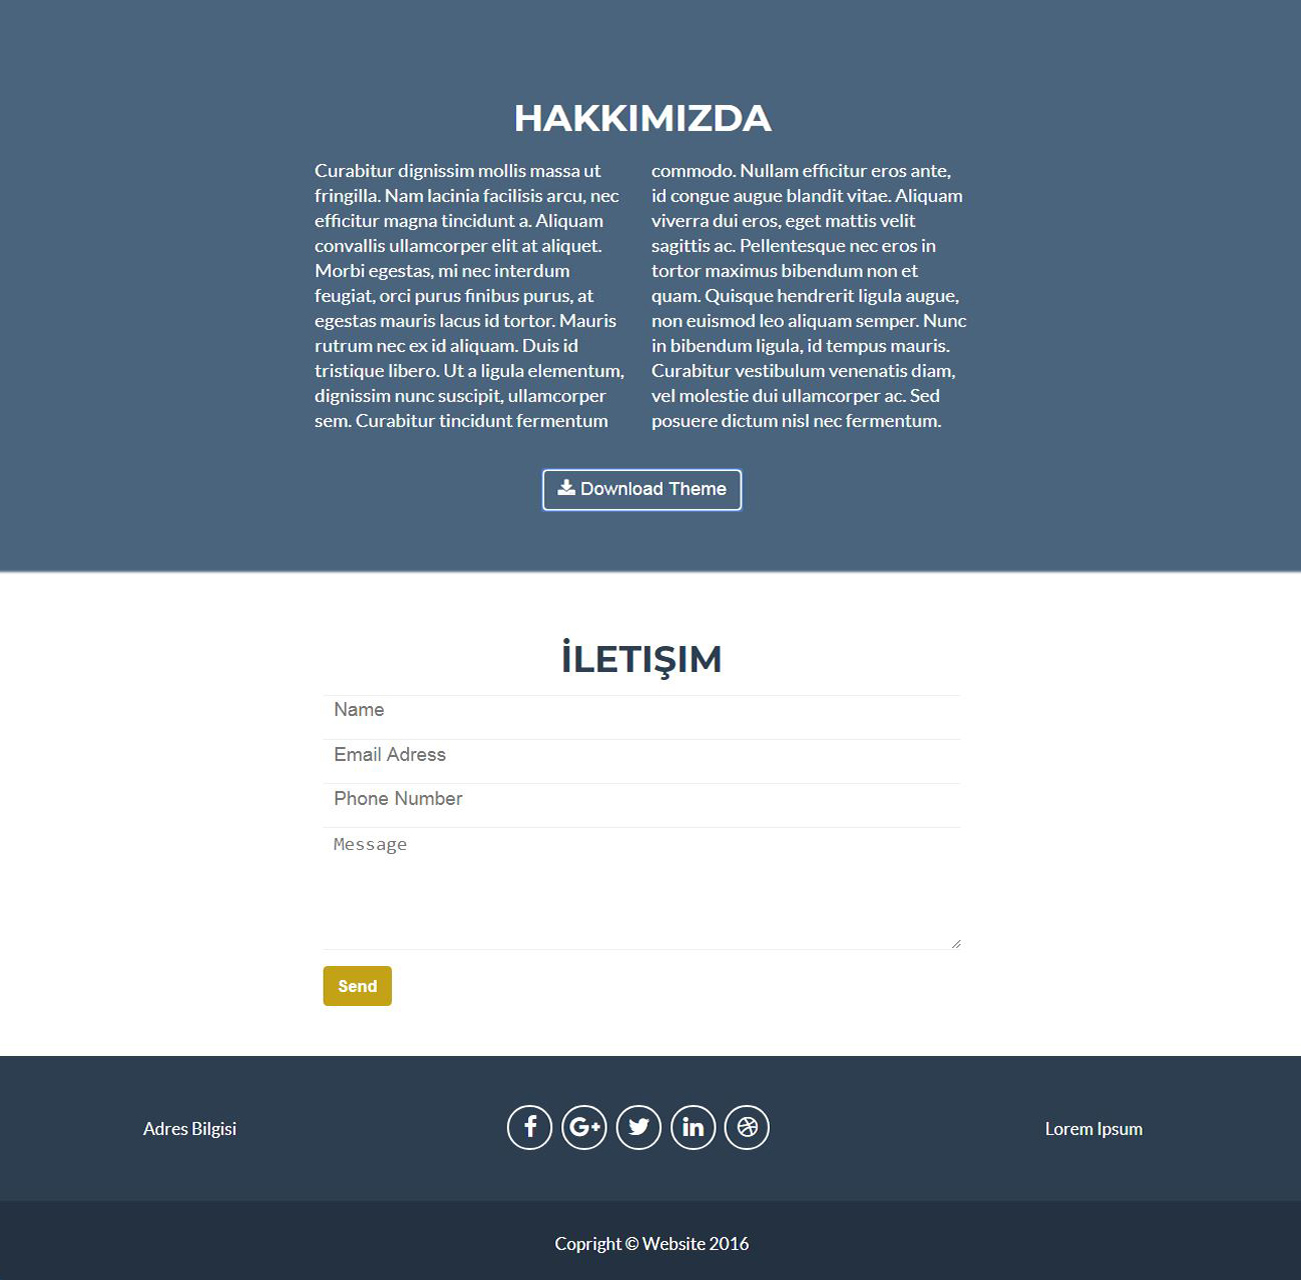 HAKKIMIZDA
Curabitur dignissim mollis massa ut
fringilla. Nam lacinia facilisis arcu, nec
efficitur magna tincidunt a. Aliquam
convallis ullamcorper elit at aliquet.
Morbi egestas, mi nec interdum
feugiat, orci purus finibus purus, at
egestas mauris lacus id tortor. Mauris
rutrum nec ex id aliquam. Duis id
tristique libero. Ut a ligula elementum,
dignissim nunc suscipit, ullamcorper
sem. Curabitur tincidunt fermentum
commodo. Nullam efficitur eros ante,
id congue augue blandit vitae. Aliquam
viverra dui eros, eget mattis velit
sagittis ac. Pellentesque nec eros in
tortor maximus bibendum non et
quam. Quisque hendrerit ligula augue,
non euismod leo aliquam semper. Nunc
in bibendum ligula, id tempus mauris.
Curabitur vestibulum venenatis diam,
vel molestie dui ullamcorper ac. Sed
posuere dictum nisl nec fermentum.
Download Theme
İLETIŞIM
Name
Email Adress
Phone Number
Message
Send
Adres Bilgisi
Lorem Ipsum
Copright © Website 2016